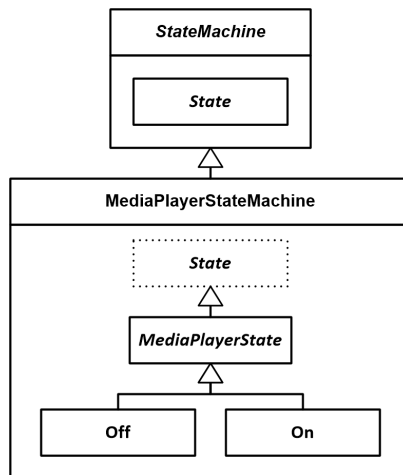 StateMachine
State
MediaPlayerStateMachine
State
MediaPlayerState
Off
On